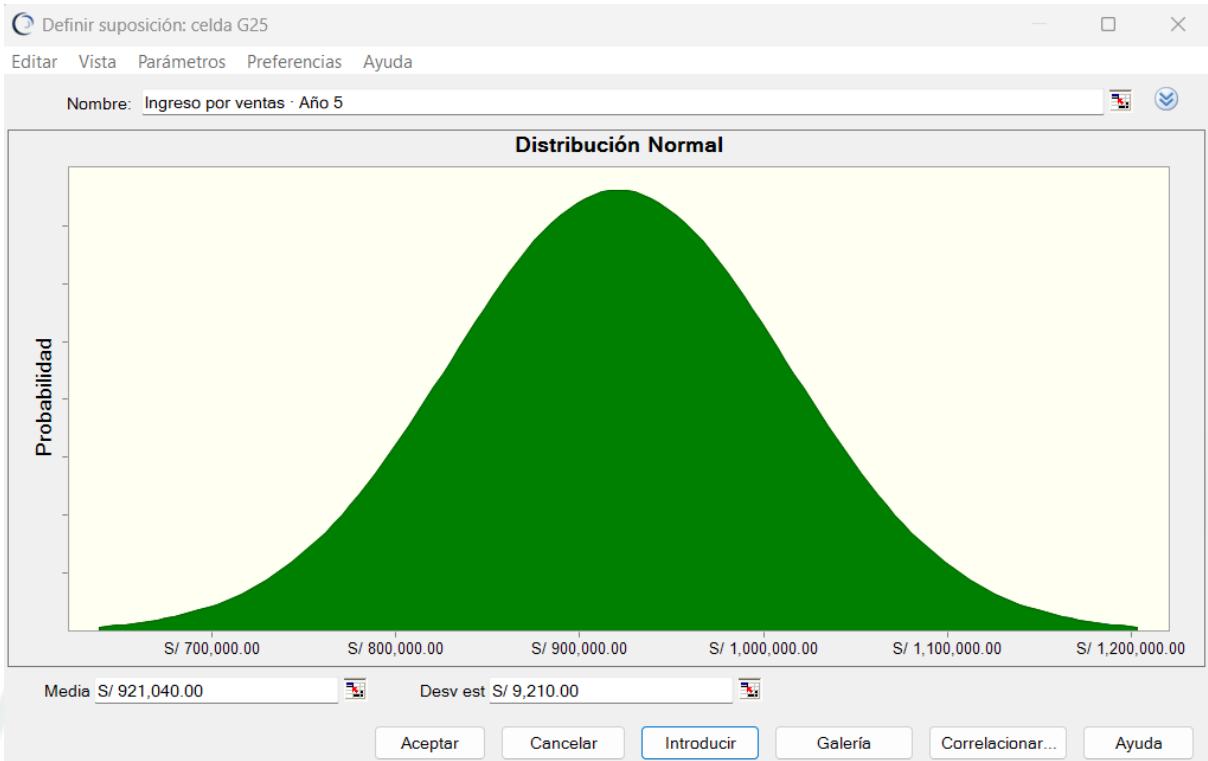 Definir suposición: celda G25
Editar Vista Parámetros Preferencias Ayuda
Nombre: Ingreso por ventas · Año 5
Distribución Normal
Probabilidad
S/ 700,000.00 S/ 800,000.00 S/ 900,000.00 S/ 1,000,000.00 S/ 1,100,000.00 S/ 1,200,000.00
Media S/ 921,040.00 Desv est S/ 9,210.00
Aceptar Cancelar Introducir Galería Correlacionar... Ayuda